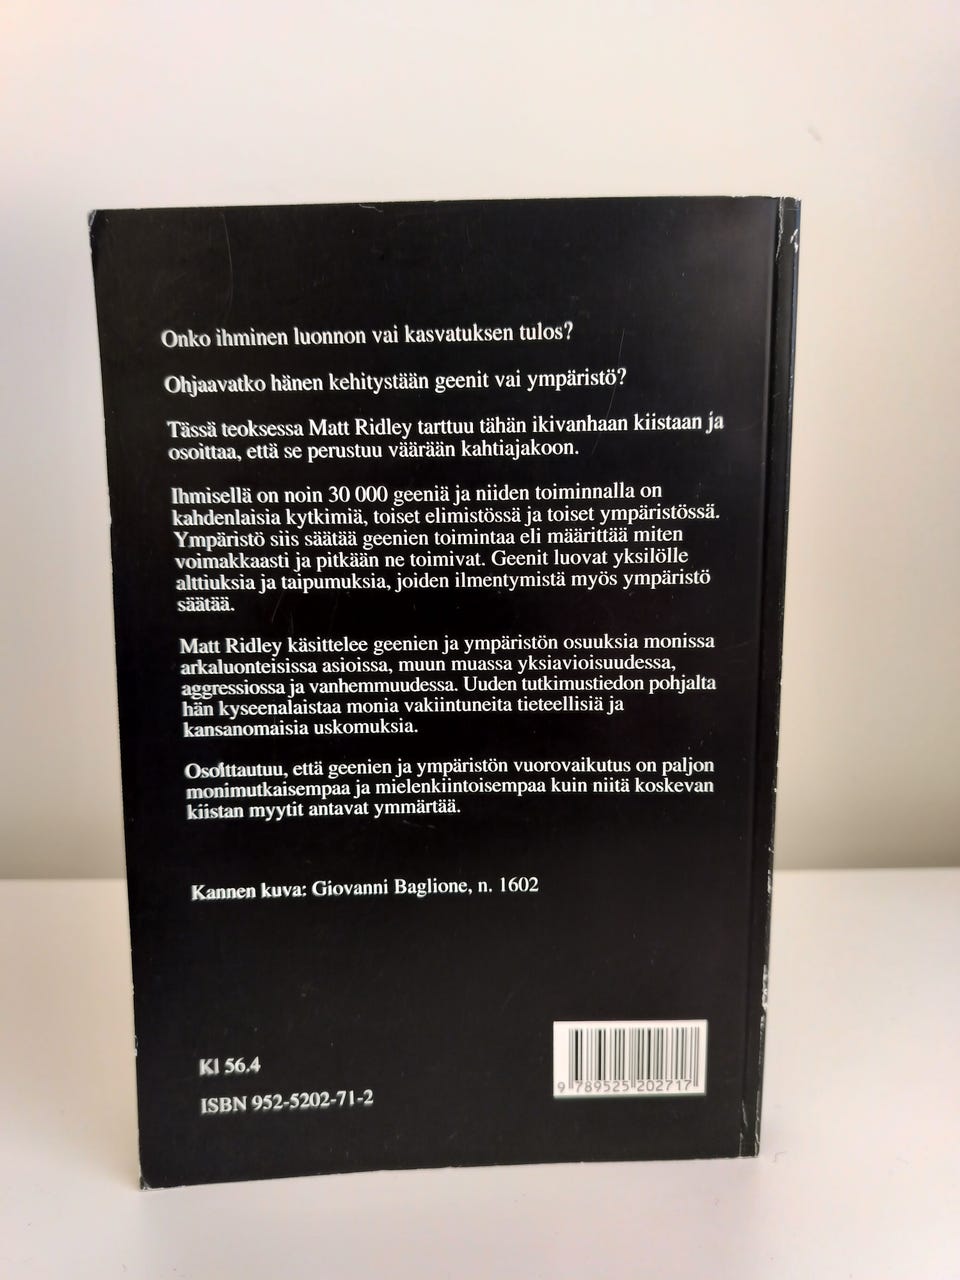 Onko ihminen luonnon vai kasvatuksen tulos?
Ohjaavatko hänen kehitystään geenit vai ympäristö?
Tässä teoksessa Matt Ridley tarttuu tähän ikivanhaan kiistaan ja
osoittaa, että se perustuu väärään kahtiajakoon.
Ihmisellä on noin 30 000 geeniä ja niiden toiminnalla on
kahdenlaisia kytkimiä, toiset elimistössä ja toiset ympäristössä.
Ympäristö siis säätää geenien toimintaa eli määrittää miten
voimakkaasti ja pitkään ne toimivat. Geenit luovat yksilölle
alttiuksia ja taipumuksia, joiden ilmentymistä myös ympäristö
säätää.
Matt Ridley käsittelee geenien ja ympäristön osuuksia monissa
arkaluonteisissa asioissa, muun muassa yksiavioisuudessa,
aggressiossa ja vanhemmuudessa. Uuden tutkimustiedon pohjalta
hän kyseenalaistaa monia vakiintuneita tieteellisiä ja
kansanomaisia uskomuksia.
Osoittautuu, että geenien ja ympäristön vuorovaikutus on paljon
monimutkaisempaa ja mielenkiintoisempaa kuin niitä koskevan
kiistan myytit antavat ymmärtää.
Kannen kuva: Giovanni Baglione, n. 1602
Kl 56.4
ISBN 952-5202-71-2
9 789525 202717